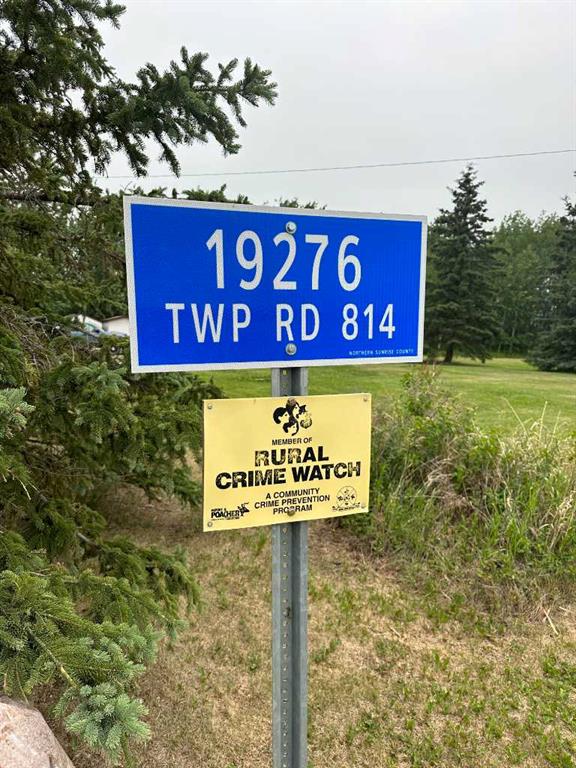 19276
TWP RD 814
NORTHERN SUNRISE COUNTY
MEMBER OF
RURAL
CRIME WATCH
A COMMUNITY
CRIME PREVENTION
PROGRAM
POACHER